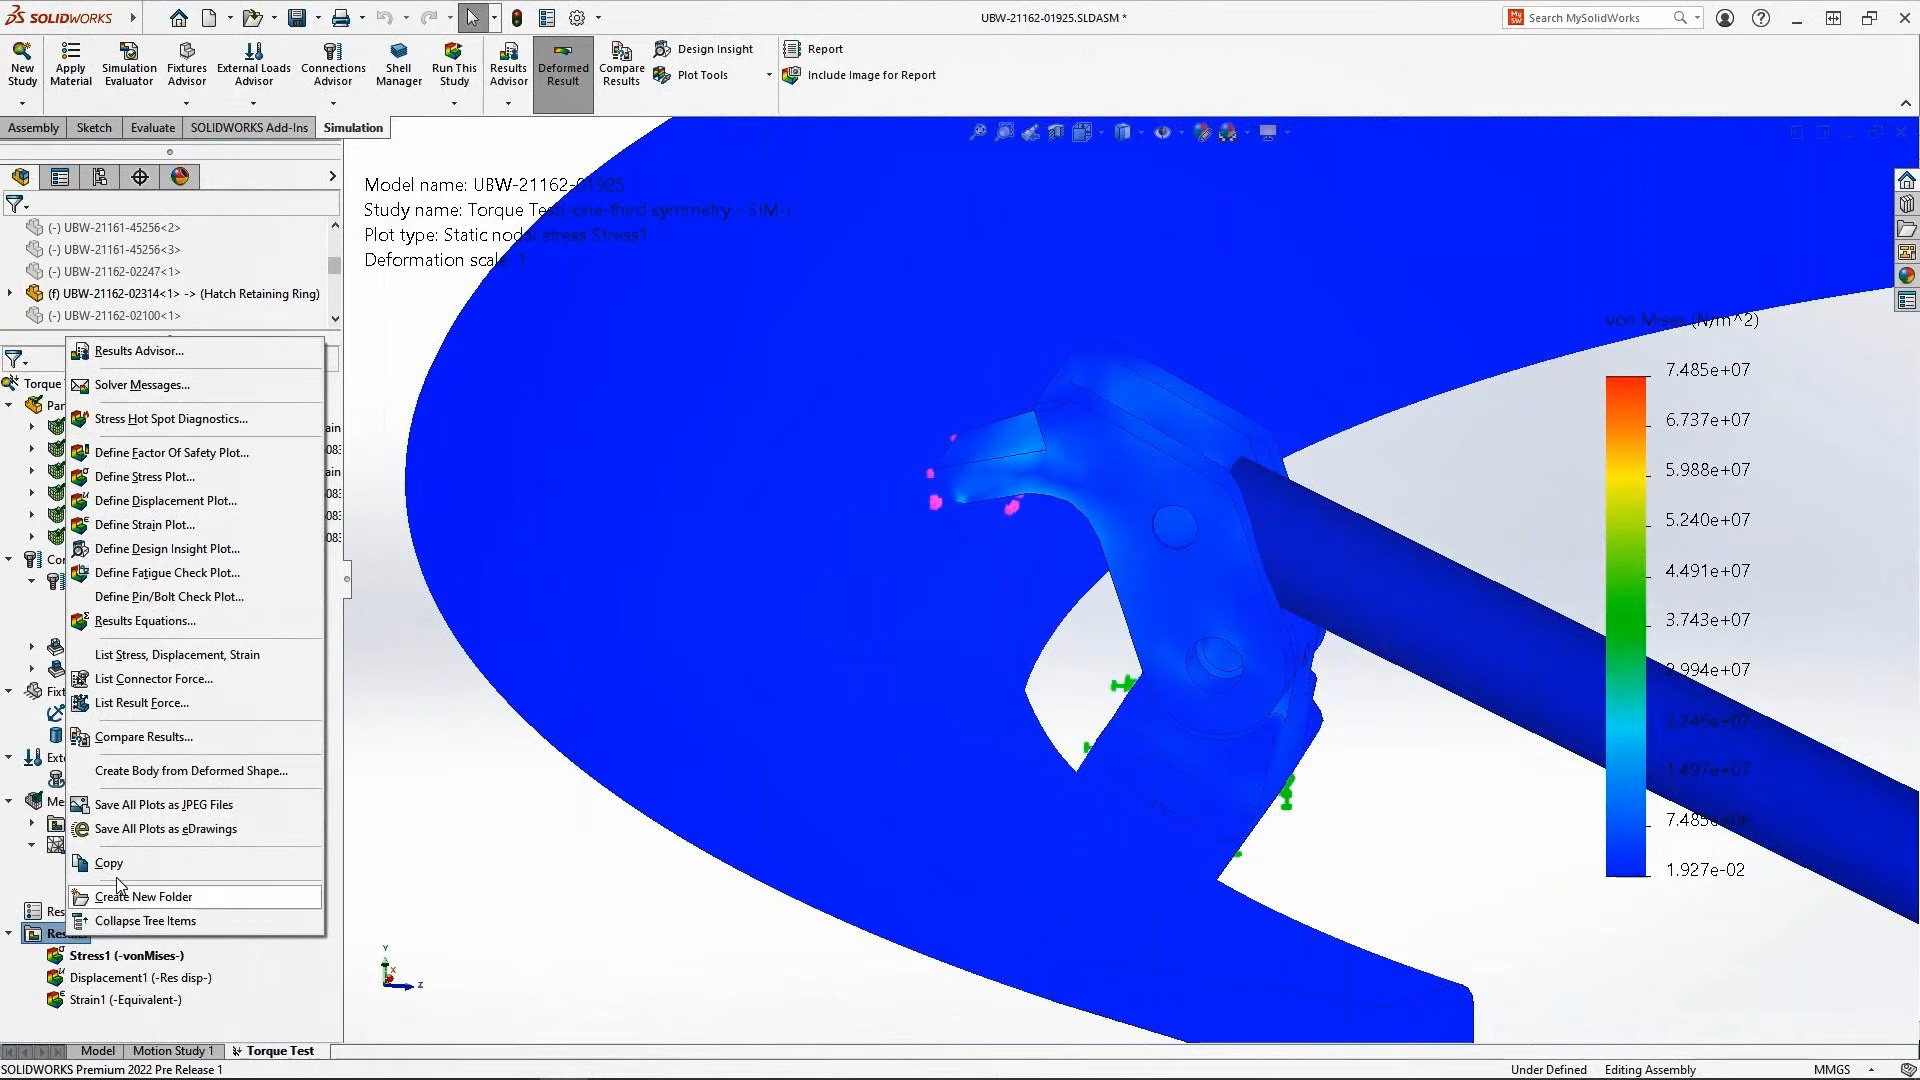 SOLIDWORKS
UBW-21162-01925.SLDASM *
Search MySolidWorks
New Study
Apply Material
Simulation Evaluator
Fixtures Advisor
External Loads Advisor
Connections Advisor
Shell Manager
Run This Study
Results Advisor
Deformed Result
Compare Results
Design Insight
Plot Tools
Report
Include Image for Report
Assembly
Sketch
Evaluate
SOLIDWORKS Add-Ins
Simulation
(-) UBW-21161-45256<2>
(-) UBW-21161-45256<3>
(-) UBW-21162-02247<1>
(f) UBW-21162-02314<1> -> (Hatch Retaining Ring)
(-) UBW-21162-02100<1>
Model name: UBW-21162-01925
Study name: Torque Test(-one-third symmetry - SIM-)
Plot type: Static nodal stress Stress1
Deformation scale: 1
Torque
Par
Con
Fixt
Exte
Me
Res
Results Advisor...
Solver Messages...
Stress Hot Spot Diagnostics...
Define Factor Of Safety Plot...
Define Stress Plot...
Define Displacement Plot...
Define Strain Plot...
Define Design Insight Plot...
Define Fatigue Check Plot...
Define Pin/Bolt Check Plot...
Results Equations...
List Stress, Displacement, Strain
List Connector Force...
List Result Force...
Compare Results...
Create Body from Deformed Shape...
Save All Plots as JPEG Files
Save All Plots as eDrawings
Copy
Create New Folder
Collapse Tree Items
Stress1 (-vonMises-)
Displacement1 (-Res disp-)
Strain1 (-Equivalent-)
von Mises (N/m^2)
7.485e+07
6.737e+07
5.988e+07
5.240e+07
4.491e+07
3.743e+07
2.994e+07
2.246e+07
1.497e+07
7.485e+06
1.927e-02
Y
X
Z
Model
Motion Study 1
Torque Test
SOLIDWORKS Premium 2022 Pre Release 1
Under Defined
Editing Assembly
MMGS